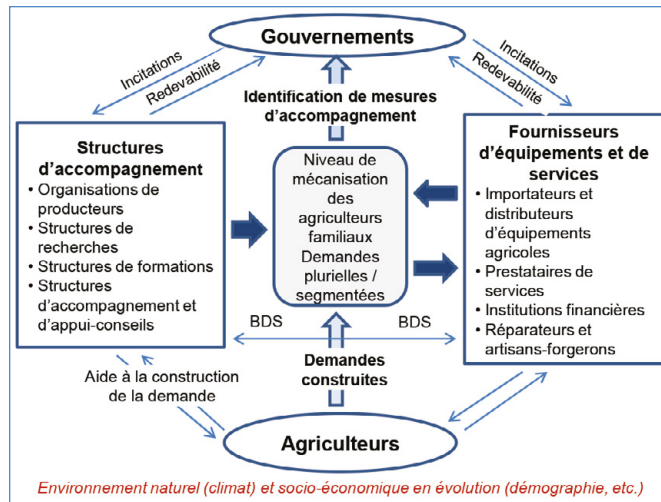 Gouvernements
Incitations
Redevabilité
Incitations
Redevabilité
Identification de mesures
d'accompagnement
Structures
d'accompagnement
• Organisations de
producteurs
• Structures de
recherches
• Structures de formations
• Structures
d'accompagnement et
d'appui-conseils
Niveau de
mécanisation
des
agriculteurs
familiaux
Demandes
plurielles /
segmentées
Fournisseurs
d'équipements et de
services
• Importateurs et
distributeurs
d'équipements
agricoles
• Prestataires de
services
• Institutions financières
• Réparateurs et
artisans-forgerons
BDS
BDS
Aide à la construction
de la demande
Demandes
construites
Agriculteurs
Environnement naturel (climat) et socio-économique en évolution (démographie, etc.)